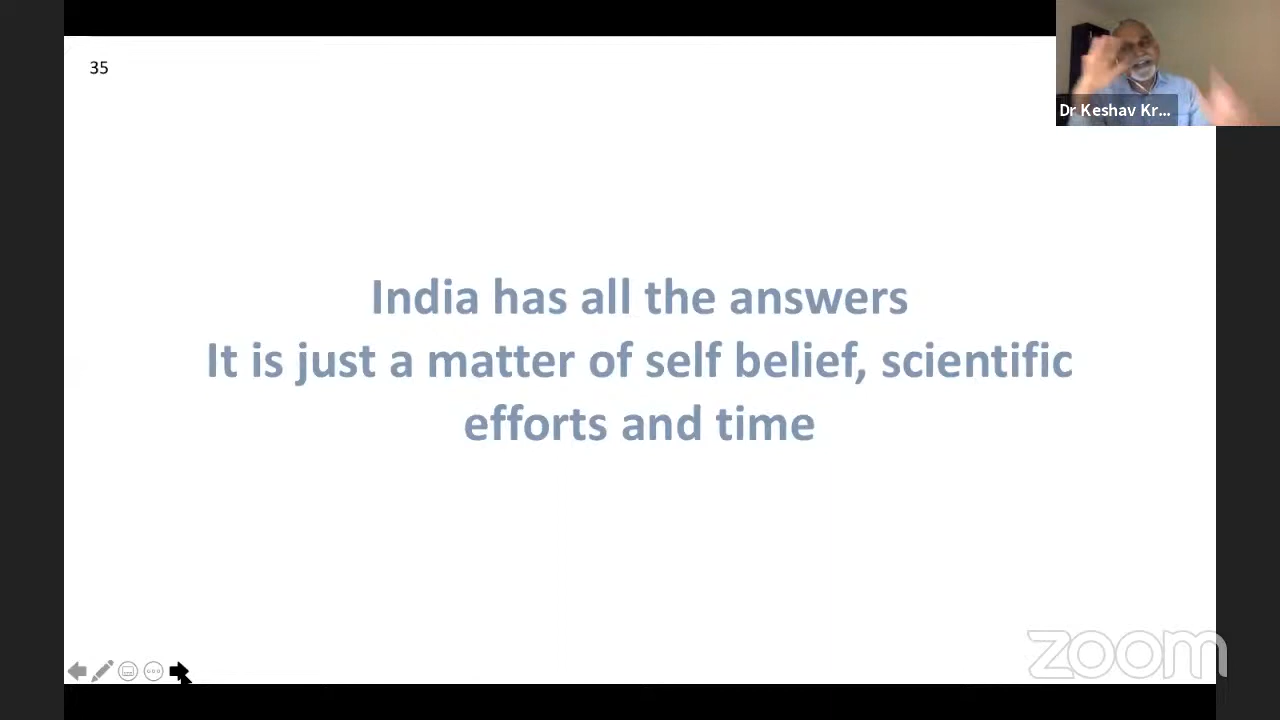 35
Dr Keshav Kr...
India has all the answers
It is just a matter of self belief, scientific
efforts and time
zoom